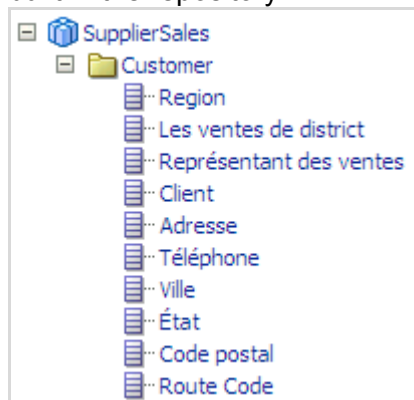 SupplierSales
Customer
Region
Les ventes de district
Représentant des ventes
Client
Adresse
Téléphone
Ville
État
Code postal
Route Code